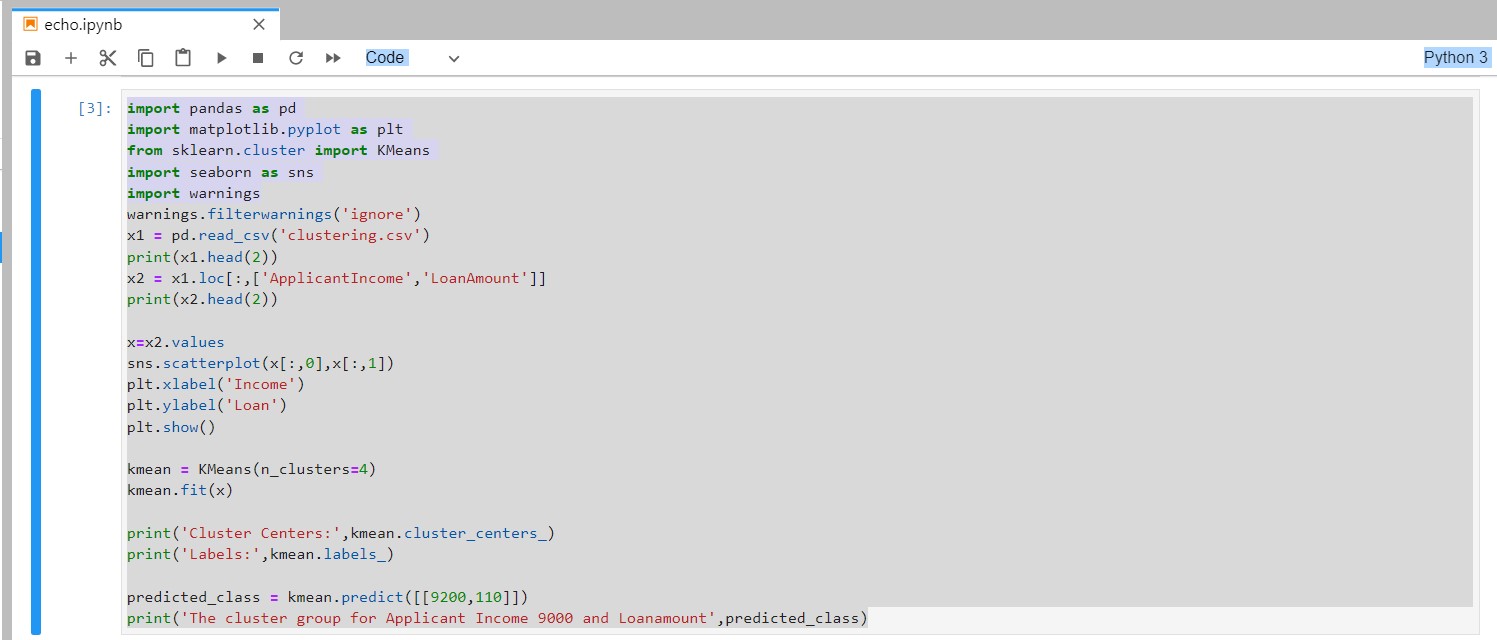 echo.ipynb
Code
Python 3
[3]:
import pandas as pd
import matplotlib.pyplot as plt
from sklearn.cluster import KMeans
import seaborn as sns
import warnings
warnings.filterwarnings('ignore')
x1 = pd.read_csv('clustering.csv')
print(x1.head(2))
x2 = x1.loc[:,['ApplicantIncome','LoanAmount']]
print(x2.head(2))
x=x2.values
sns.scatterplot(x[:,0],x[:,1])
plt.xlabel('Income')
plt.ylabel('Loan')
plt.show()
kmean = KMeans(n_clusters=4)
kmean.fit(x)
print('Cluster Centers:',kmean.cluster_centers_)
print('Labels:',kmean.labels_)
predicted_class = kmean.predict([[9200,110]])
print('The cluster group for Applicant Income 9000 and Loanamount',predicted_class)